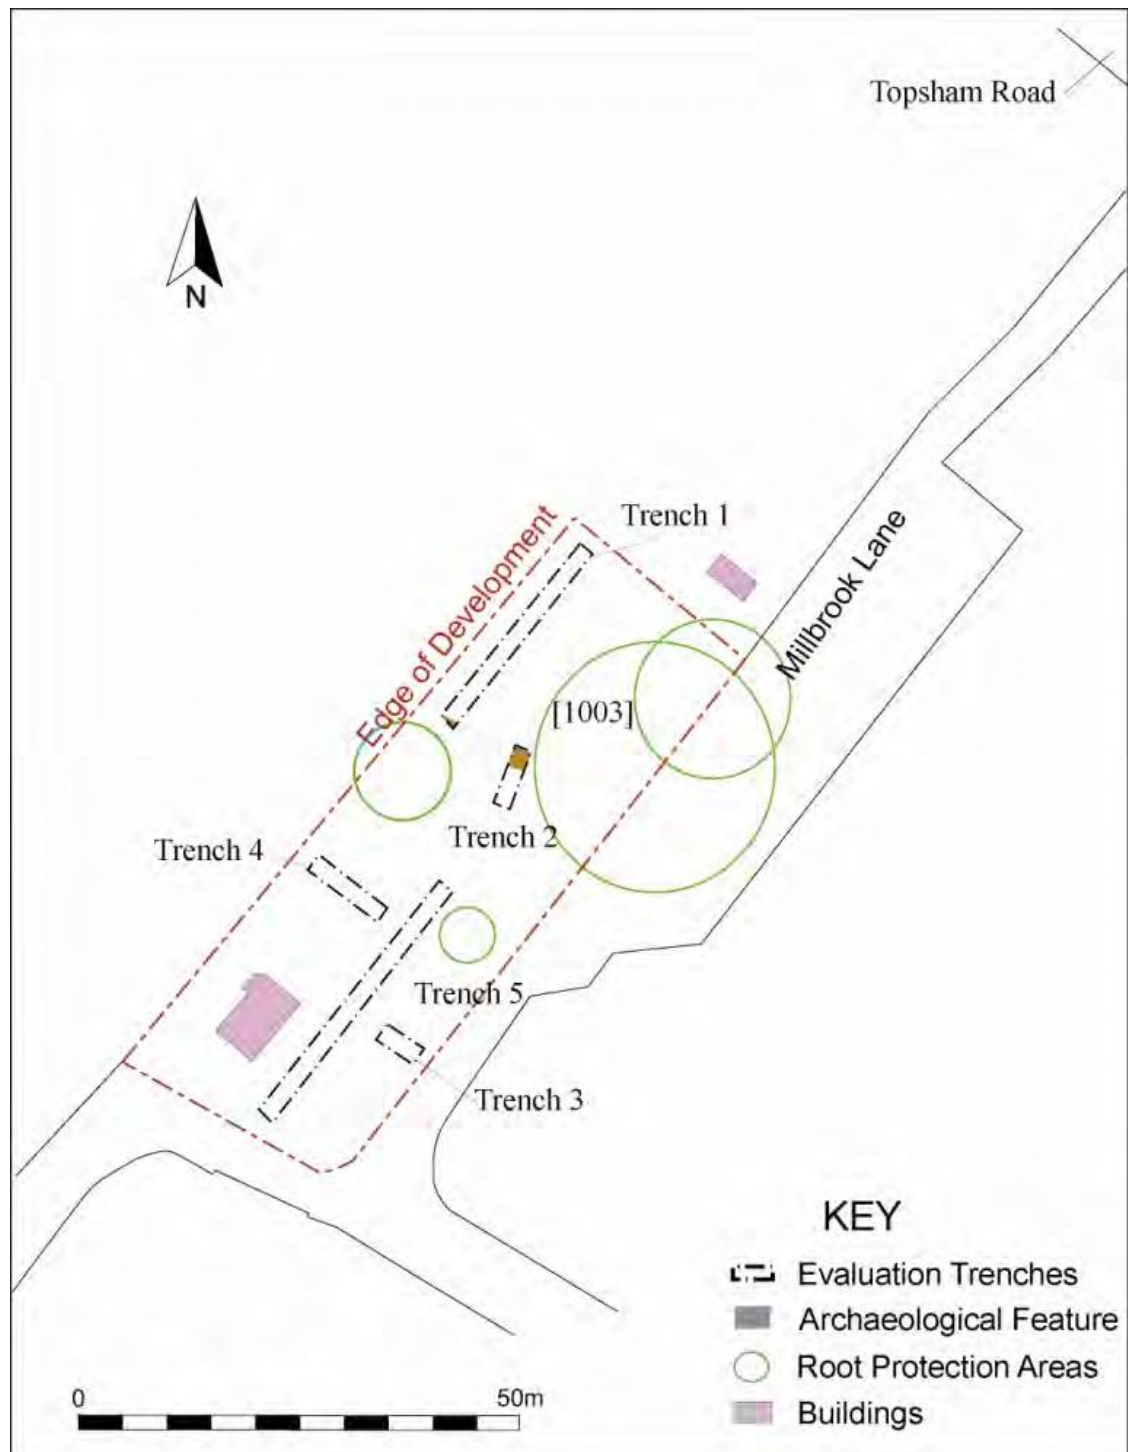 Topsham Road
N
Trench 1
Edge of Development
Millbrook Lane
[1003]
Trench 2
Trench 4
Trench 5
Trench 3
KEY
Evaluation Trenches
Archaeological Feature
Root Protection Areas
Buildings
0 50m